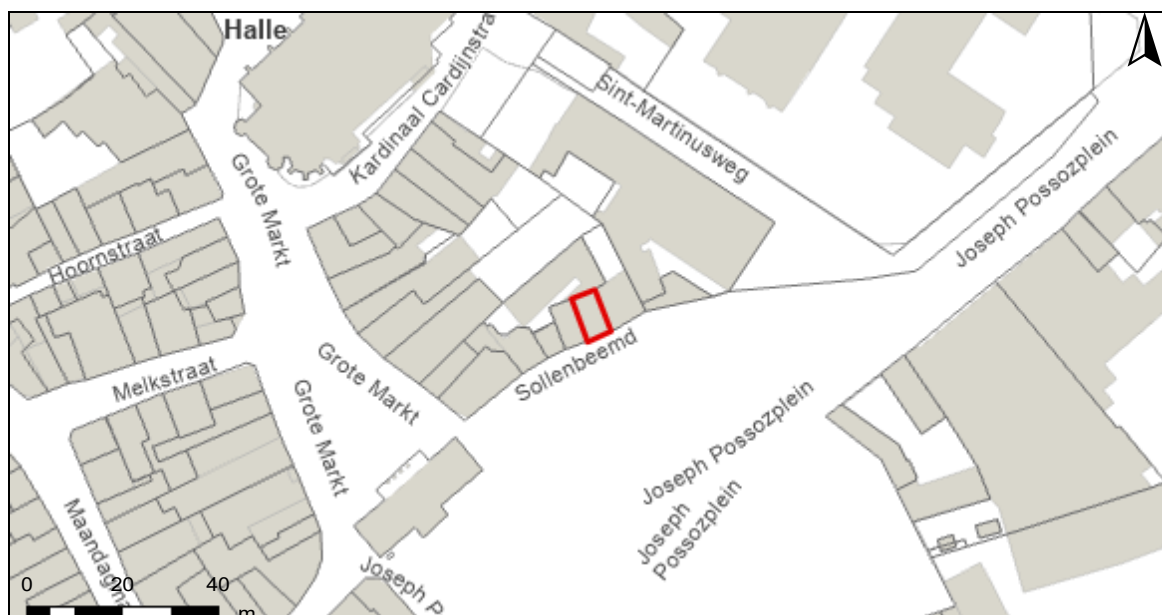 Halle
Kardinaal Cardijnstra
Sint-Martinusweg
Grote Markt
Joseph Possozplein
Hoornstraat
Sollenbeemd
Grote Markt
Melkstraat
Grote Markt
Joseph Possozplein
Joseph
Possozplein
Joseph P
0 20 40
m